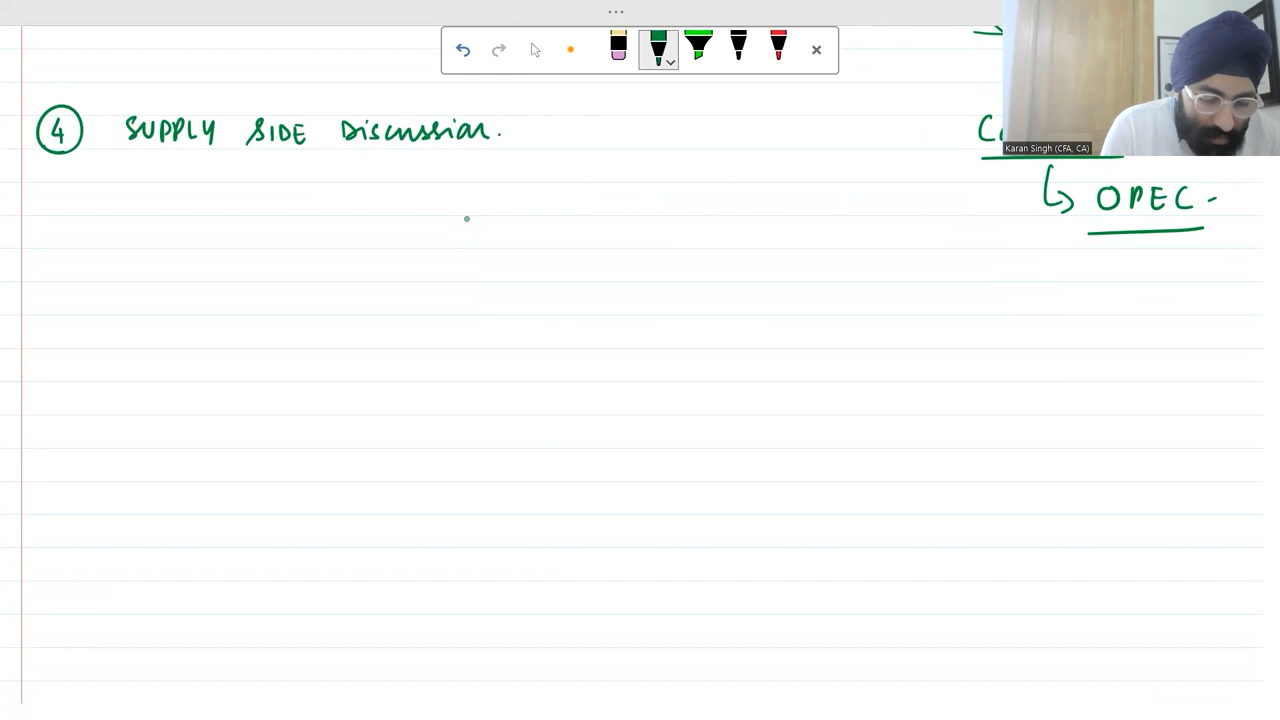 4 SUPPLY SIDE Discussion.
Karan Singh (CFA, CA)
OPEC -